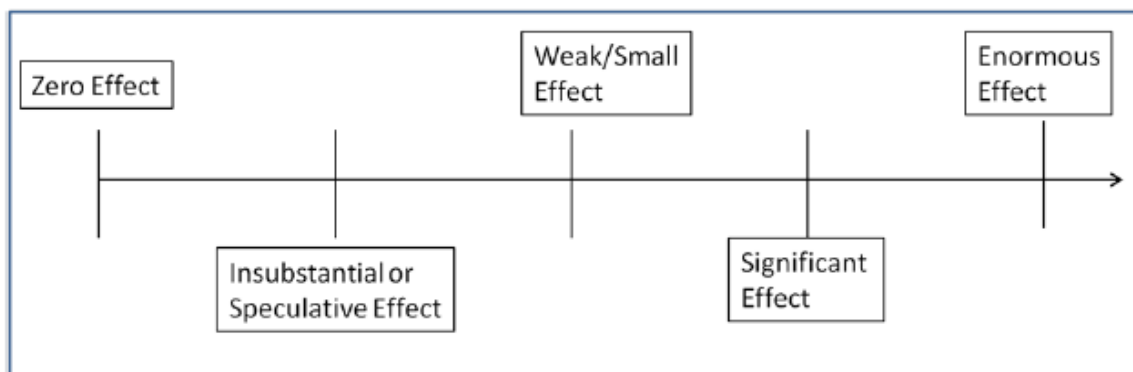 Zero Effect
Insubstantial or
Speculative Effect
Weak/Small
Effect
Significant
Effect
Enormous
Effect